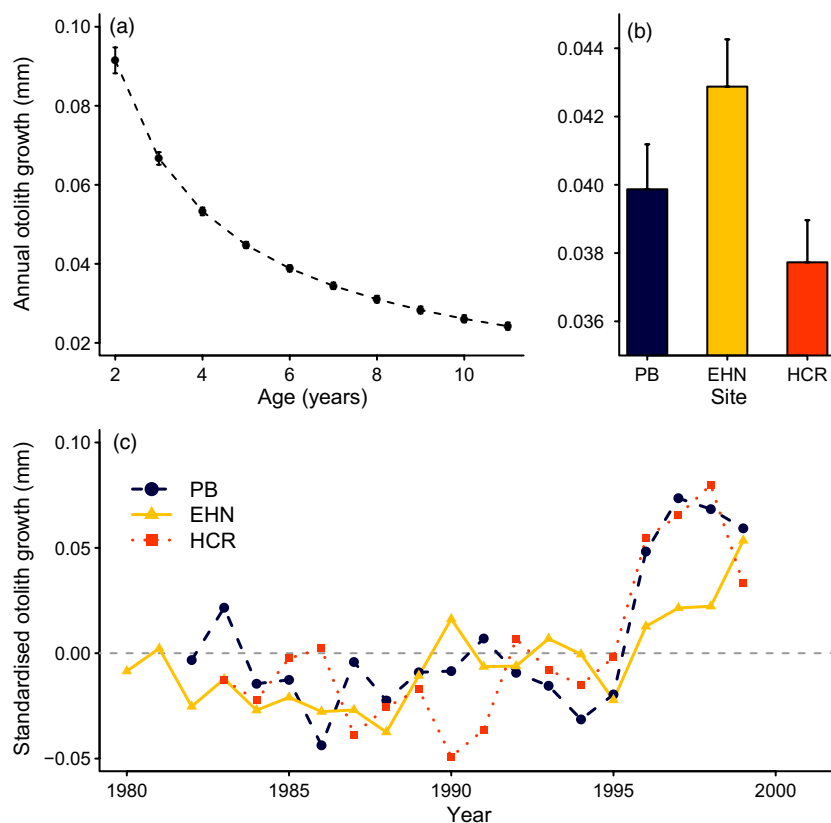 (a)
Annual otolith growth (mm)
0.10
0.08
0.06
0.04
0.02
2 4 6 8 10
Age (years)
(b)
0.044
0.042
0.040
0.038
0.036
PB EHN HCR
Site
(c)
Standardised otolith growth (mm)
0.10
0.05
0.00
−0.05
PB
EHN
HCR
1980 1985 1990 1995 2000
Year